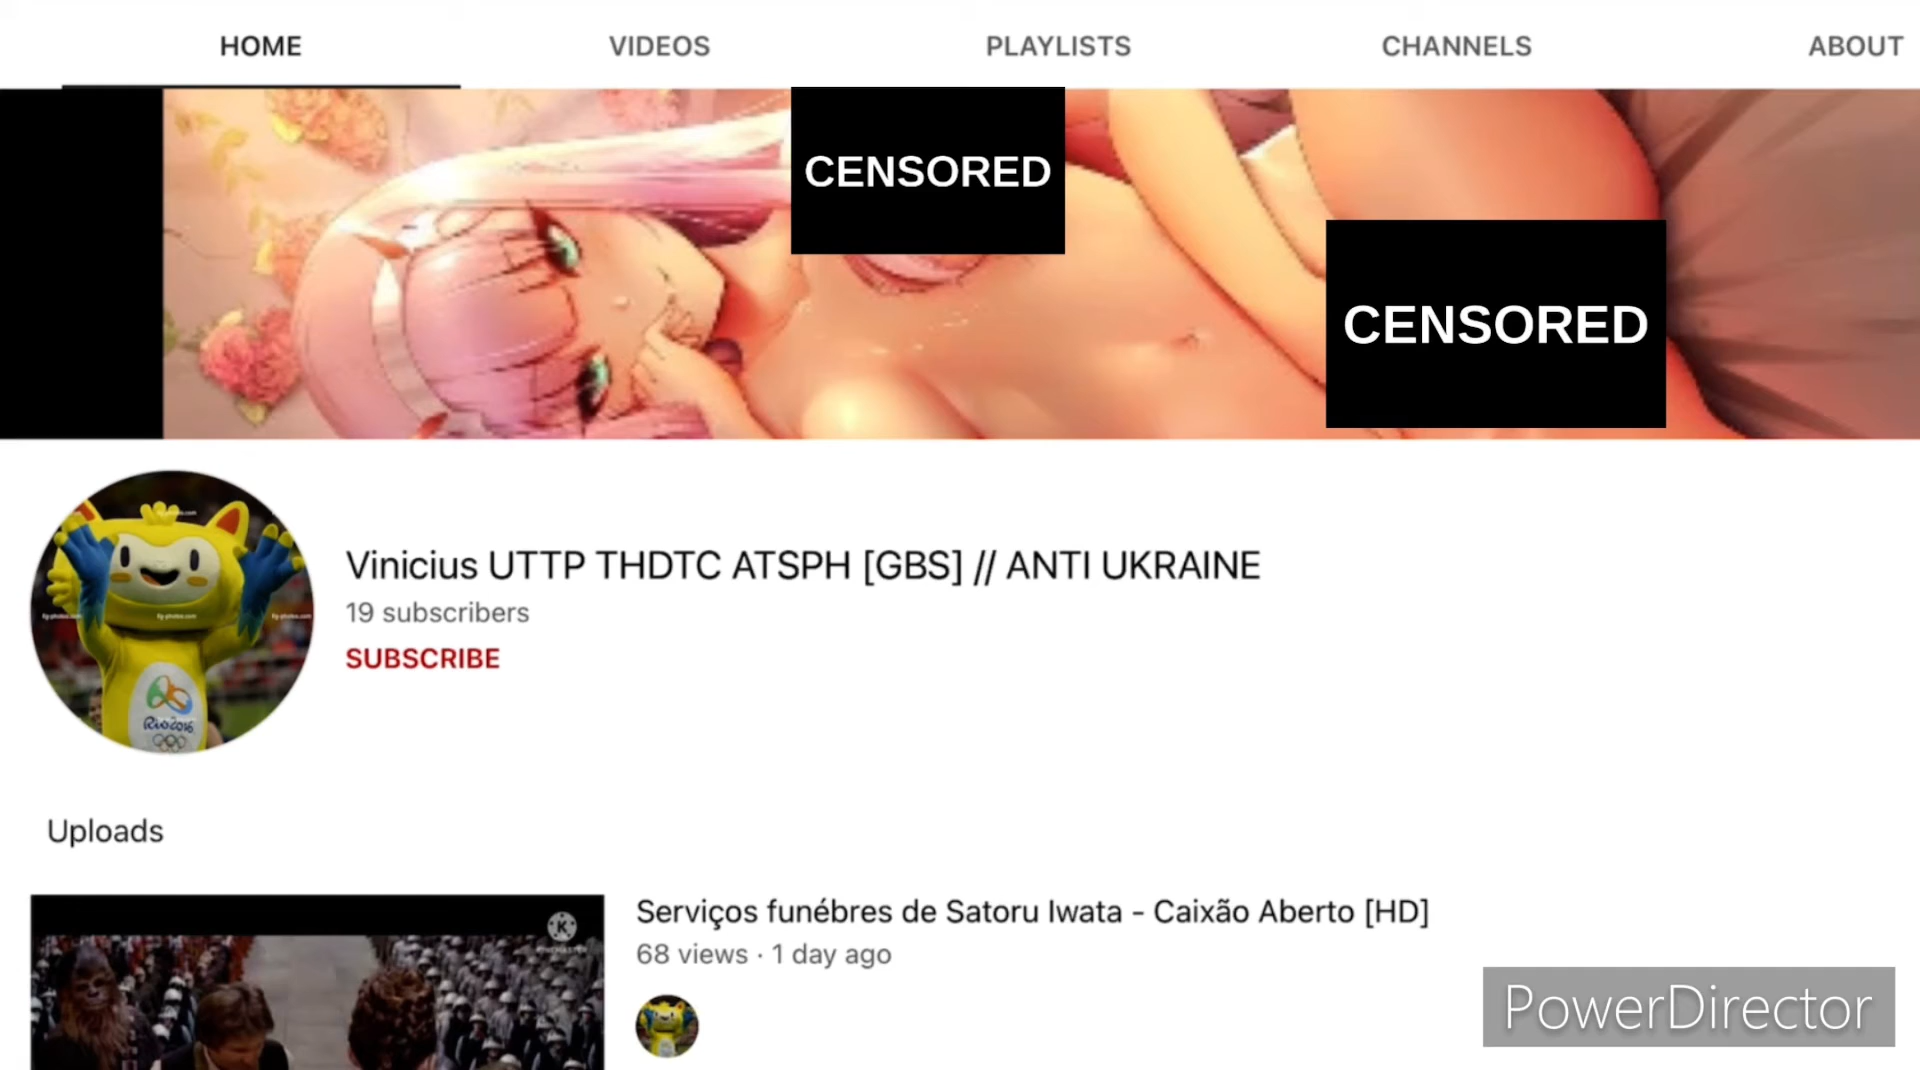 HOME VIDEOS PLAYLISTS CHANNELS ABOUT
CENSORED
CENSORED
Vinicius UTTP THDTC ATSPH [GBS] // ANTI UKRAINE
19 subscribers
SUBSCRIBE
Rio2016
Uploads
Serviços funébres de Satoru Iwata - Caixão Aberto [HD]
68 views · 1 day ago
K
PowerDirector